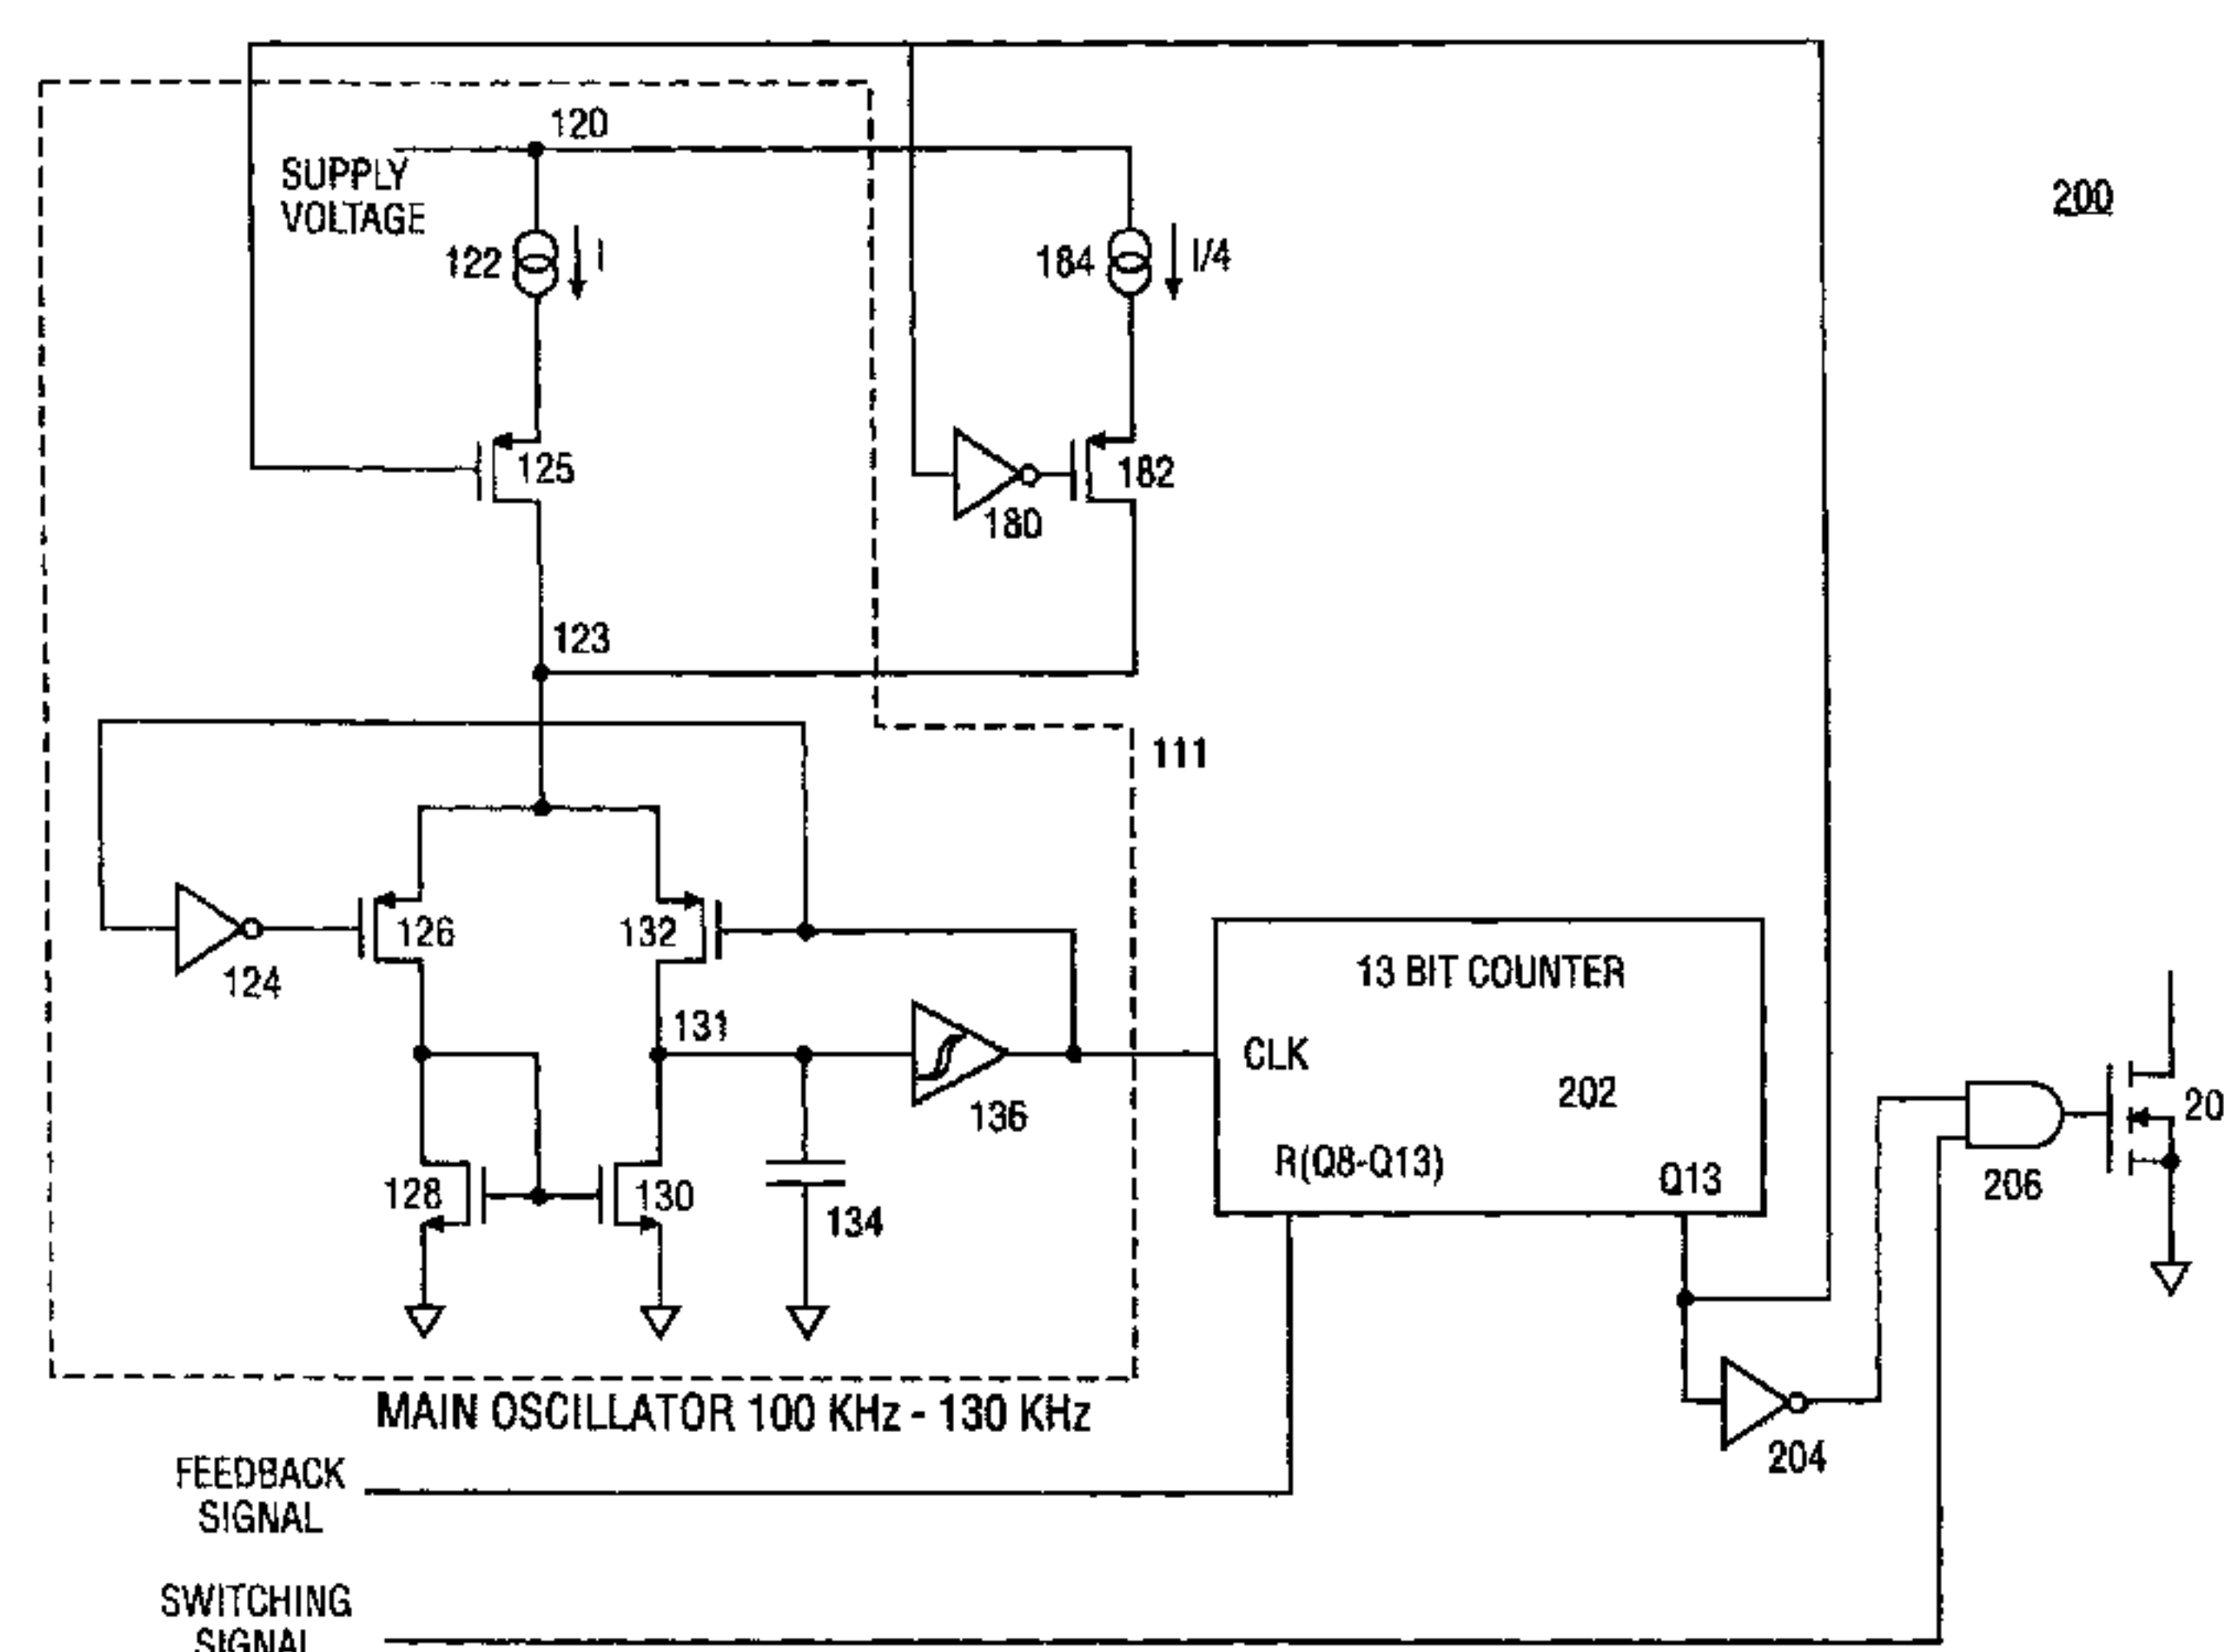 120
SUPPLY
VOLTAGE
200
122
I
184
I/4
125
182
180
123
111
126
132
124
13 BIT COUNTER
131
CLK
202
136
20
R(Q8-Q13)
Q13
128
130
134
206
MAIN OSCILLATOR 100 KHz - 130 KHz
204
FEEDBACK
SIGNAL
SWITCHING
SIGNAL